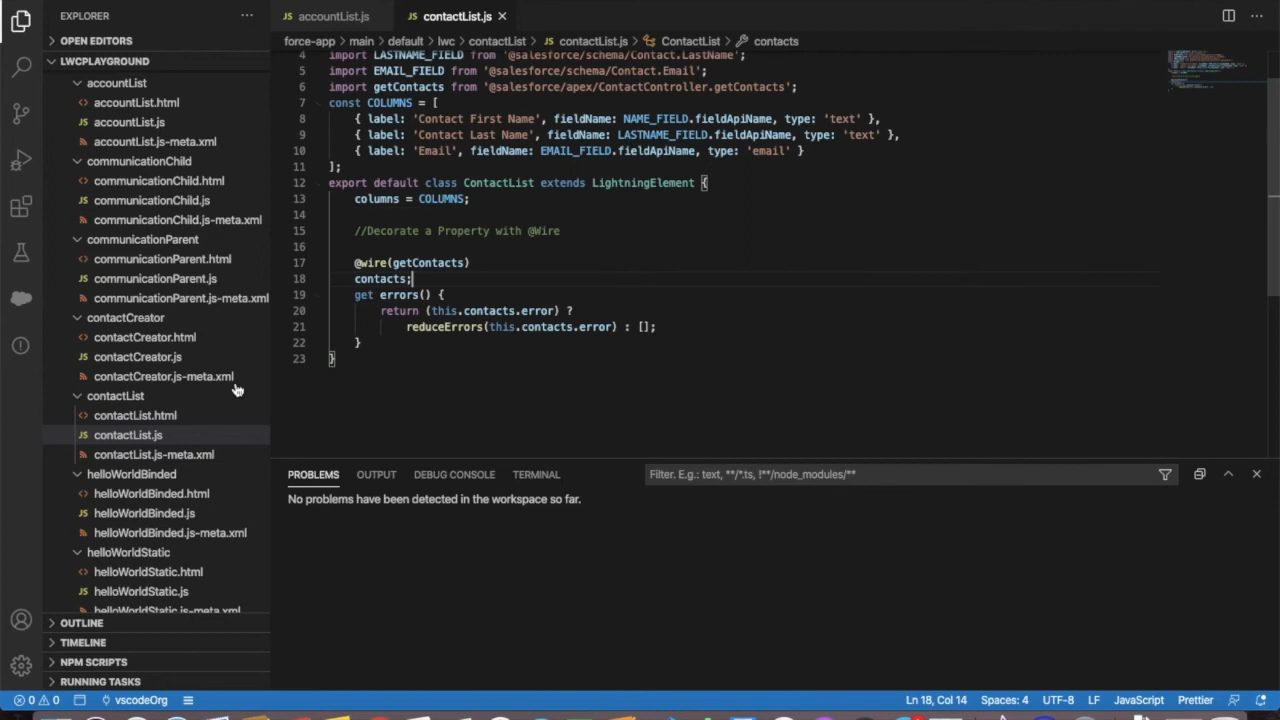 EXPLORER
OPEN EDITORS
LWCPLAYGROUND
accountList
accountList.html
accountList.js
accountList.js-meta.xml
communicationChild
communicationChild.html
communicationChild.js
communicationChild.js-meta.xml
communicationParent
communicationParent.html
communicationParent.js
communicationParent.js-meta.xml
contactCreator
contactCreator.html
contactCreator.js
contactCreator.js-meta.xml
contactList
contactList.html
contactList.js
contactList.js-meta.xml
helloWorldBinded
helloWorldBinded.html
helloWorldBinded.js
helloWorldBinded.js-meta.xml
helloWorldStatic
helloWorldStatic.html
helloWorldStatic.js
helloWorldStatic.js-meta.xml
OUTLINE
TIMELINE
NPM SCRIPTS
RUNNING TASKS
JS accountList.js JS contactList.js
force-app > main > default > lwc > contactList > JS contactList.js > ContactList > contacts
4 import LASTNAME_FIELD from '@salesforce/schema/Contact.LastName';
5 import EMAIL_FIELD from '@salesforce/schema/Contact.Email';
6 import getContacts from '@salesforce/apex/ContactController.getContacts';
7 const COLUMNS = [
8 { label: 'Contact First Name', fieldName: NAME_FIELD.fieldApiName, type: 'text' },
9 { label: 'Contact Last Name', fieldName: LASTNAME_FIELD.fieldApiName, type: 'text' },
10 { label: 'Email', fieldName: EMAIL_FIELD.fieldApiName, type: 'email' }
11 ];
12 export default class ContactList extends LightningElement {
13 columns = COLUMNS;
14
15 //Decorate a Property with @Wire
16
17 @wire(getContacts)
18 contacts;
19 get errors() {
20 return (this.contacts.error) ?
21 reduceErrors(this.contacts.error) : [];
22 }
23 }
PROBLEMS OUTPUT DEBUG CONSOLE TERMINAL Filter. E.g.: text, **/*.ts, !**/node_modules/**
No problems have been detected in the workspace so far.
0 0 vscodeOrg Ln 18, Col 14 Spaces: 4 UTF-8 LF JavaScript Prettier